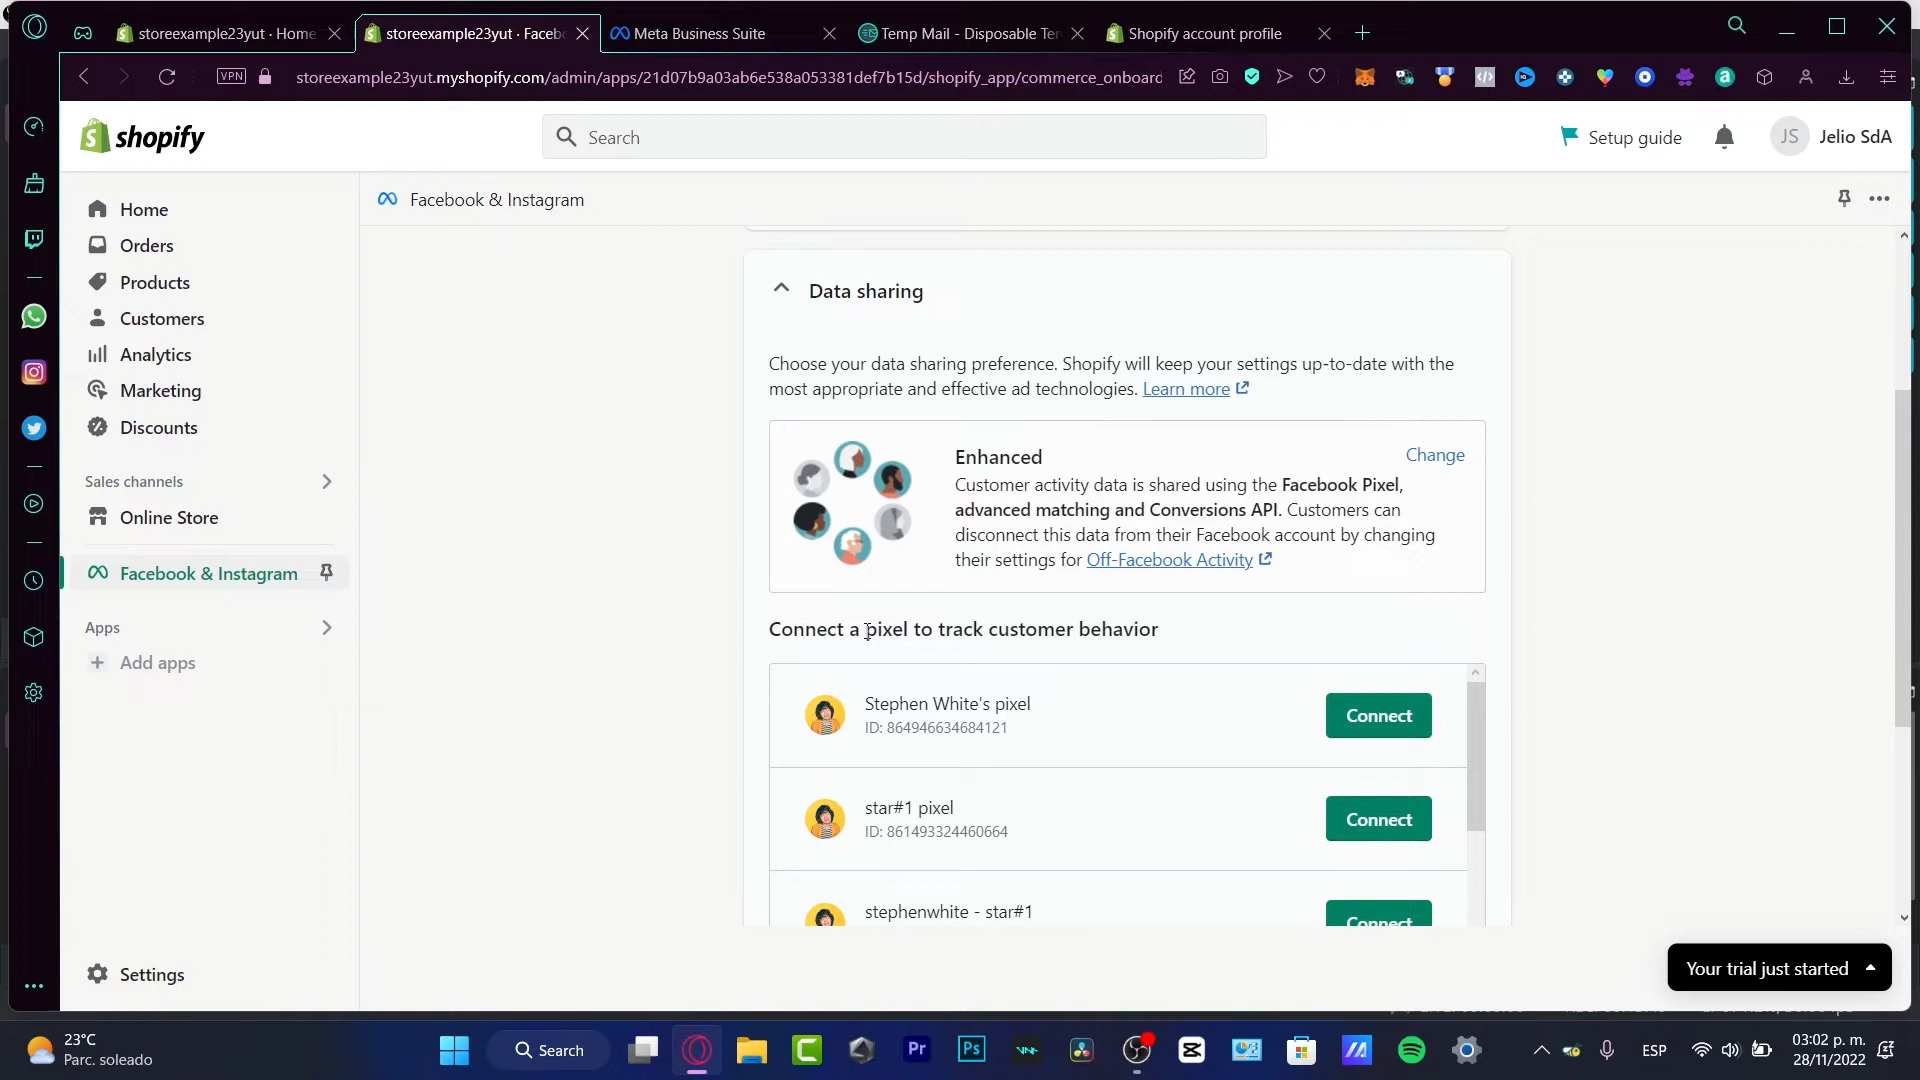 storeexample23yut · Home
storeexample23yut · Faceb
Meta Business Suite
Temp Mail - Disposable Ten
Shopify account profile
VPN
storeexample23yut.myshopify.com/admin/apps/21d07b9a03ab6e538a053381def7b15d/shopify_app/commerce_onboard
shopify
Search
Setup guide
JS
Jelio SdA
Home
Orders
Products
Customers
Analytics
Marketing
Discounts
Sales channels
Online Store
Facebook & Instagram
Apps
Add apps
Settings
Facebook & Instagram
Data sharing
Choose your data sharing preference. Shopify will keep your settings up-to-date with the
most appropriate and effective ad technologies. Learn more
Enhanced
Change
Customer activity data is shared using the Facebook Pixel,
advanced matching and Conversions API. Customers can
disconnect this data from their Facebook account by changing
their settings for Off-Facebook Activity
Connect a pixel to track customer behavior
Stephen White's pixel
ID: 864946634684121
Connect
star#1 pixel
ID: 861493324460664
Connect
stephenwhite - star#1
Connect
Your trial just started
23°C
Parc. soleado
Search
Pr
Ps
ESP
03:02 p. m.
28/11/2022